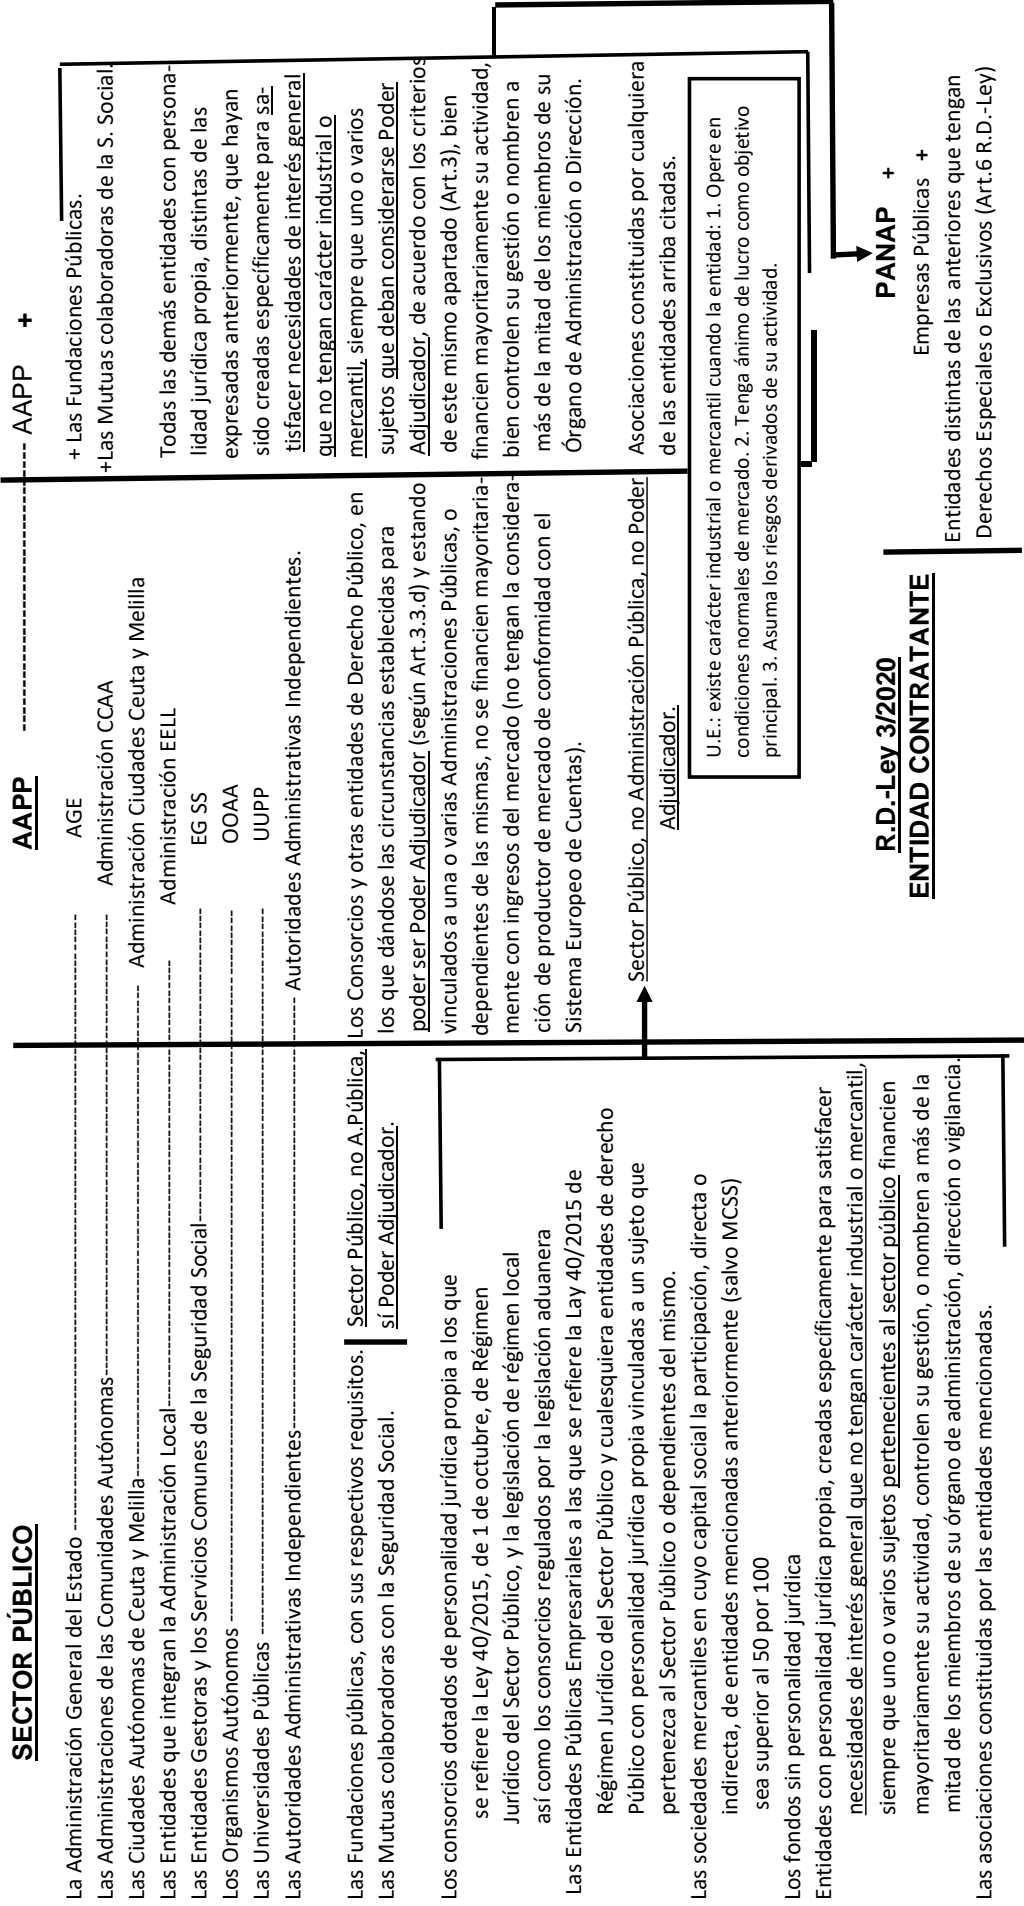 SECTOR PÚBLICO
La Administración General del Estado ------------------------------
Las Administraciones de las Comunidades Autónomas------------------------------
Las Ciudades Autónomas de Ceuta y Melilla------------------------------
Las Entidades que integran la Administración Local------------------------------
Las Entidades Gestoras y los Servicios Comunes de la Seguridad Social------------------------------
Los Organismos Autónomos ------------------------------
Las Universidades Públicas ------------------------------
Las Autoridades Administrativas Independientes------------------------------
Las Fundaciones públicas, con sus respectivos requisitos.
Las Mutuas colaboradoras con la Seguridad Social.
Sector Público, no A.Pública,
sí Poder Adjudicador.
Los consorcios dotados de personalidad jurídica propia a los que
se refiere la Ley 40/2015, de 1 de octubre, de Régimen
Jurídico del Sector Público, y la legislación de régimen local
así como los consorcios regulados por la legislación aduanera
Las Entidades Públicas Empresariales a las que se refiere la Lay 40/2015 de
Régimen Jurídico del Sector Público y cualesquiera entidades de derecho
Público con personalidad jurídica propia vinculadas a un sujeto que
pertenezca al Sector Público o dependientes del mismo.
Las sociedades mercantiles en cuyo capital social la participación, directa o
indirecta, de entidades mencionadas anteriormente (salvo MCSS)
sea superior al 50 por 100
Los fondos sin personalidad jurídica
Entidades con personalidad jurídica propia, creadas específicamente para satisfacer
necesidades de interés general que no tengan carácter industrial o mercantil,
siempre que uno o varios sujetos pertenecientes al sector público financien
mayoritariamente su actividad, controlen su gestión, o nombren a más de la
mitad de los miembros de su órgano de administración, dirección o vigilancia.
Las asociaciones constituidas por las entidades mencionadas.
AAPP
AGE
Administración CCAA
Administración Ciudades Ceuta y Melilla
Administración EELL
EG SS
OOAA
UUPP
Autoridades Administrativas Independientes.
Los Consorcios y otras entidades de Derecho Público, en
los que dándose las circunstancias establecidas para
poder ser Poder Adjudicador (según Art.3.3.d) y estando
vinculados a una o varias Administraciones Públicas, o
dependientes de las mismas, no se financien mayoritaria-
mente con ingresos del mercado (no tengan la considera-
ción de productor de mercado de conformidad con el
Sistema Europeo de Cuentas).
Sector Público, no Administración Pública, no Poder
Adjudicador.
------------------------------ AAPP +
+ Las Fundaciones Públicas.
+Las Mutuas colaboradoras de la S. Social.
Todas las demás entidades con persona-
lidad jurídica propia, distintas de las
expresadas anteriormente, que hayan
sido creadas específicamente para sa-
tisfacer necesidades de interés general
que no tengan carácter industrial o
mercantil, siempre que uno o varios
sujetos que deban considerarse Poder
Adjudicador, de acuerdo con los criterios
de este mismo apartado (Art.3), bien
financien mayoritariamente su actividad,
bien controlen su gestión o nombren a
más de la mitad de los miembros de su
Órgano de Administración o Dirección.
Asociaciones constituidas por cualquiera
de las entidades arriba citadas.
U.E.: existe carácter industrial o mercantil cuando la entidad: 1. Opere en
condiciones normales de mercado. 2. Tenga ánimo de lucro como objetivo
principal. 3. Asuma los riesgos derivados de su actividad.
R.D.-Ley 3/2020
ENTIDAD CONTRATANTE
PANAP +
Empresas Públicas +
Entidades distintas de las anteriores que tengan
Derechos Especiales o Exclusivos (Art.6 R.D.-Ley)